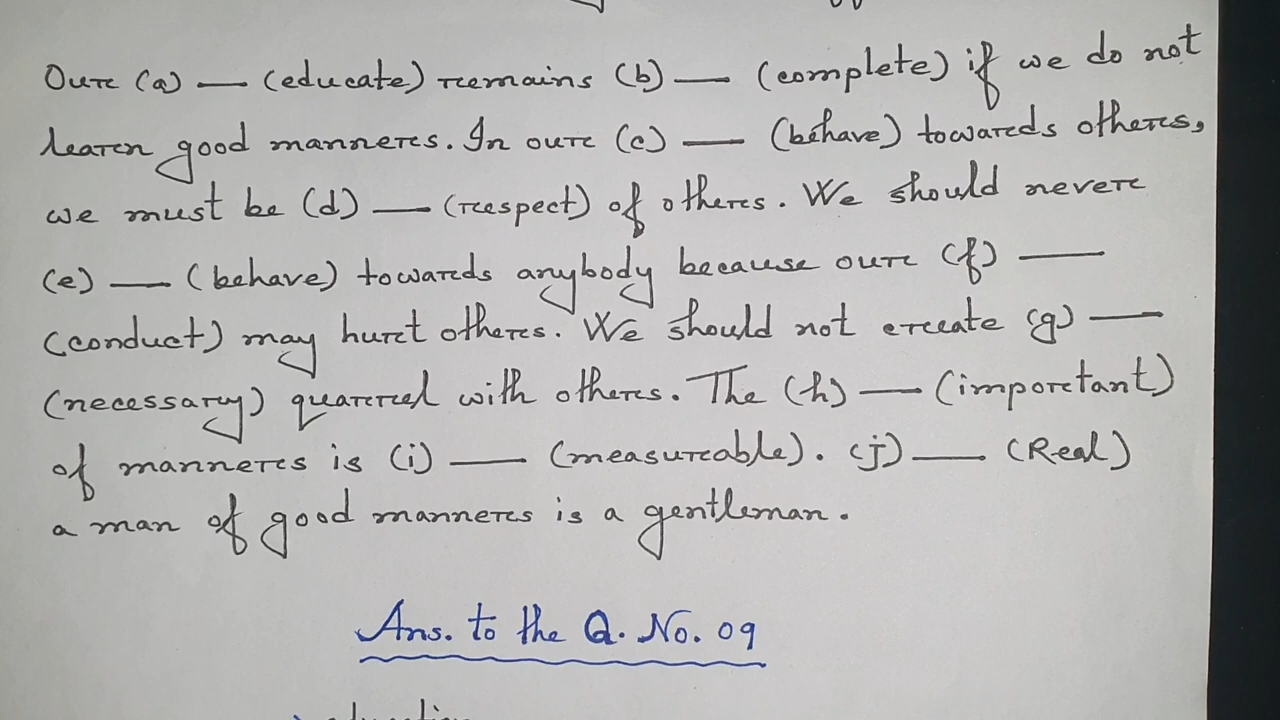 Our (a) — (educate) remains (b) — (complete) if we do not
learn good manners. In our (c) — (behave) towards others,
we must be (d) — (respect) of others. We should never
(e) — (behave) towards anybody because our (f) —
(conduct) may hurt others. We should not create (g) —
(necessary) quarrel with others. The (h) — (important)
of manners is (i) — (measureable). (j) — (Real)
a man of good manners is a gentleman.
Ans. to the Q. No. 09
education